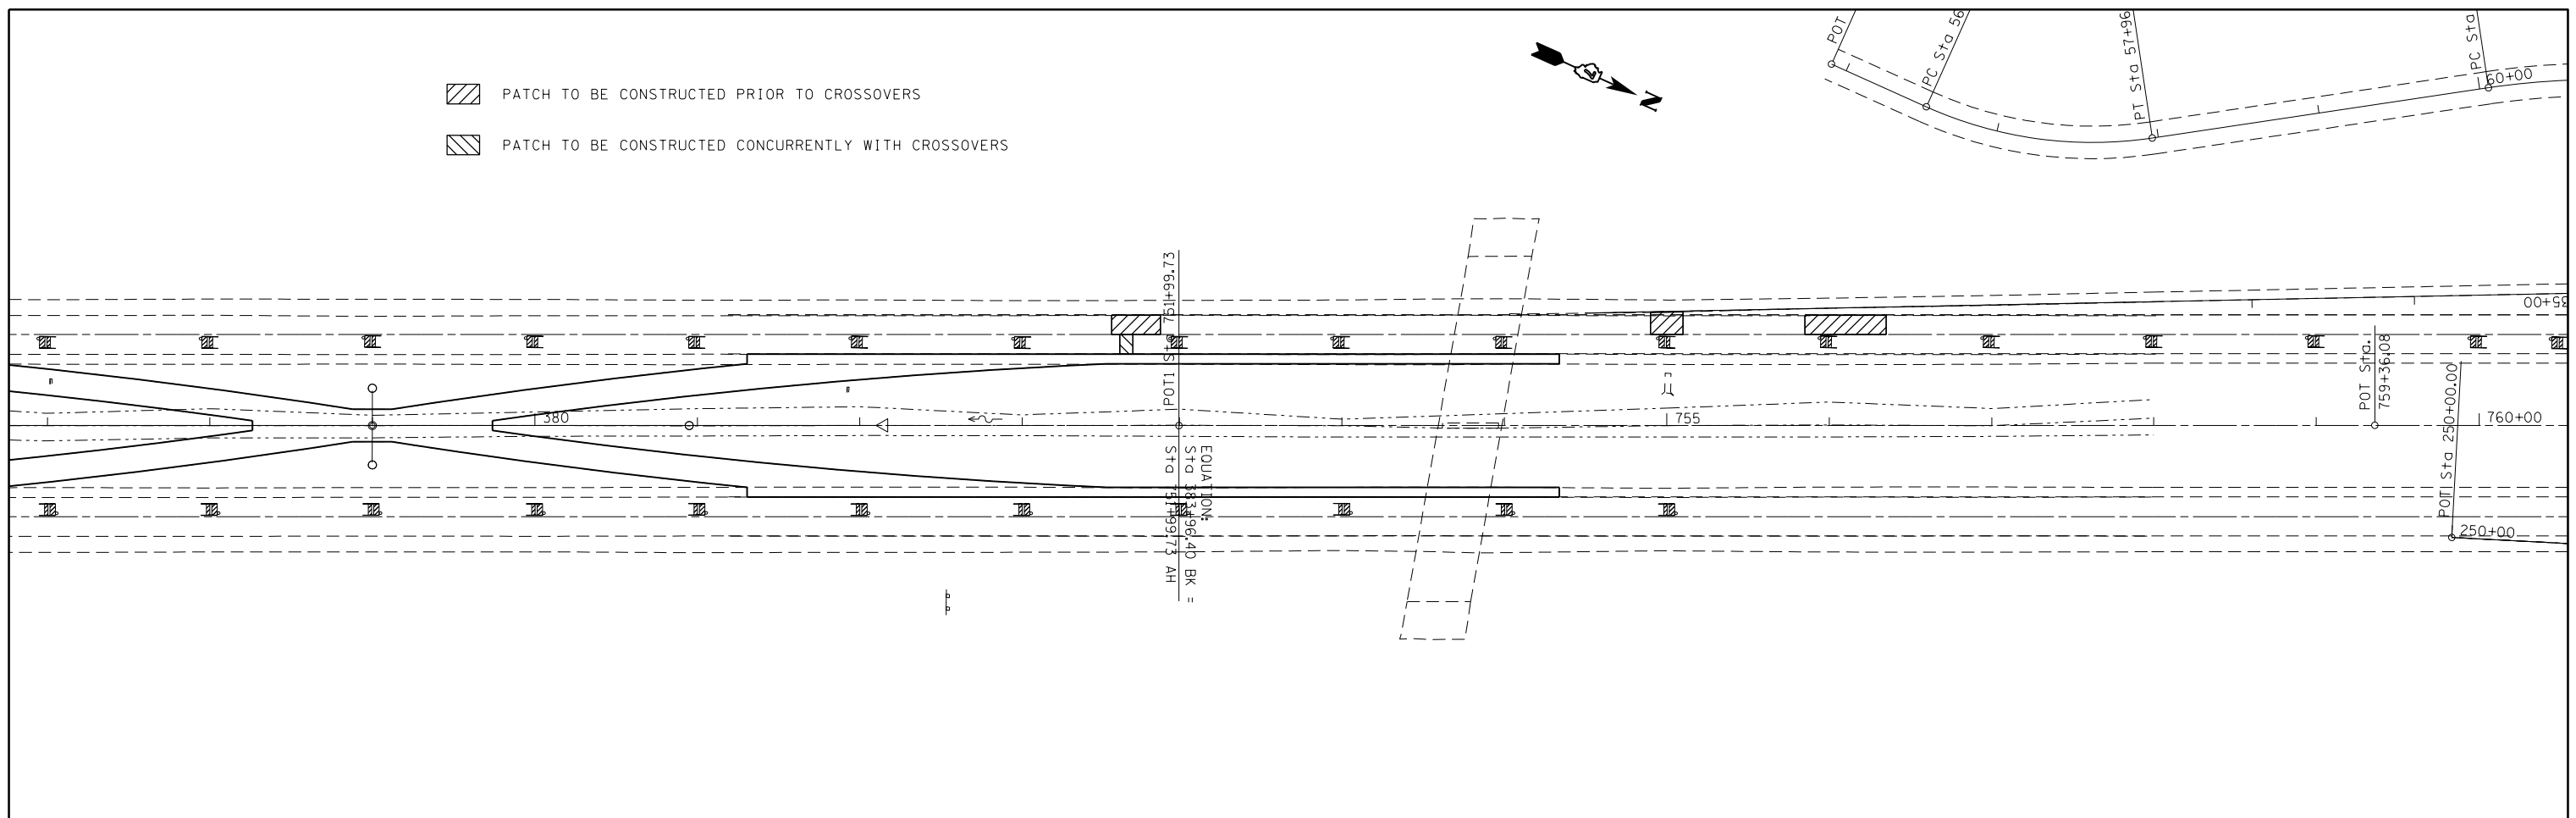 PATCH TO BE CONSTRUCTED PRIOR TO CROSSOVERS
PATCH TO BE CONSTRUCTED CONCURRENTLY WITH CROSSOVERS
N
POT
PC Sta 56
PT Sta 57+96
PC Sta
60+00
POT1 Sta 751+99.73
EQUATION:
Sta 383+96.40 BK =
Sta 751+99.73 AH
380
755
POT Sta.
759+36.08
760+00
POT Sta 250+00.00
250+00
35+00